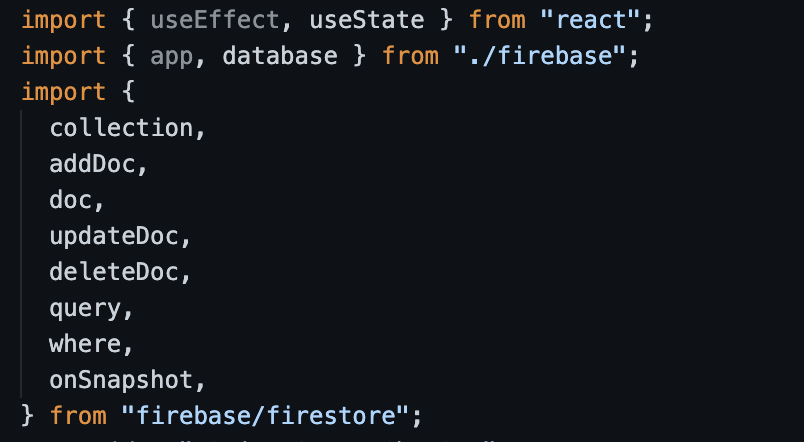 import { useEffect, useState } from "react";
import { app, database } from "./firebase";
import {
collection,
addDoc,
doc,
updateDoc,
deleteDoc,
query,
where,
onSnapshot,
} from "firebase/firestore";